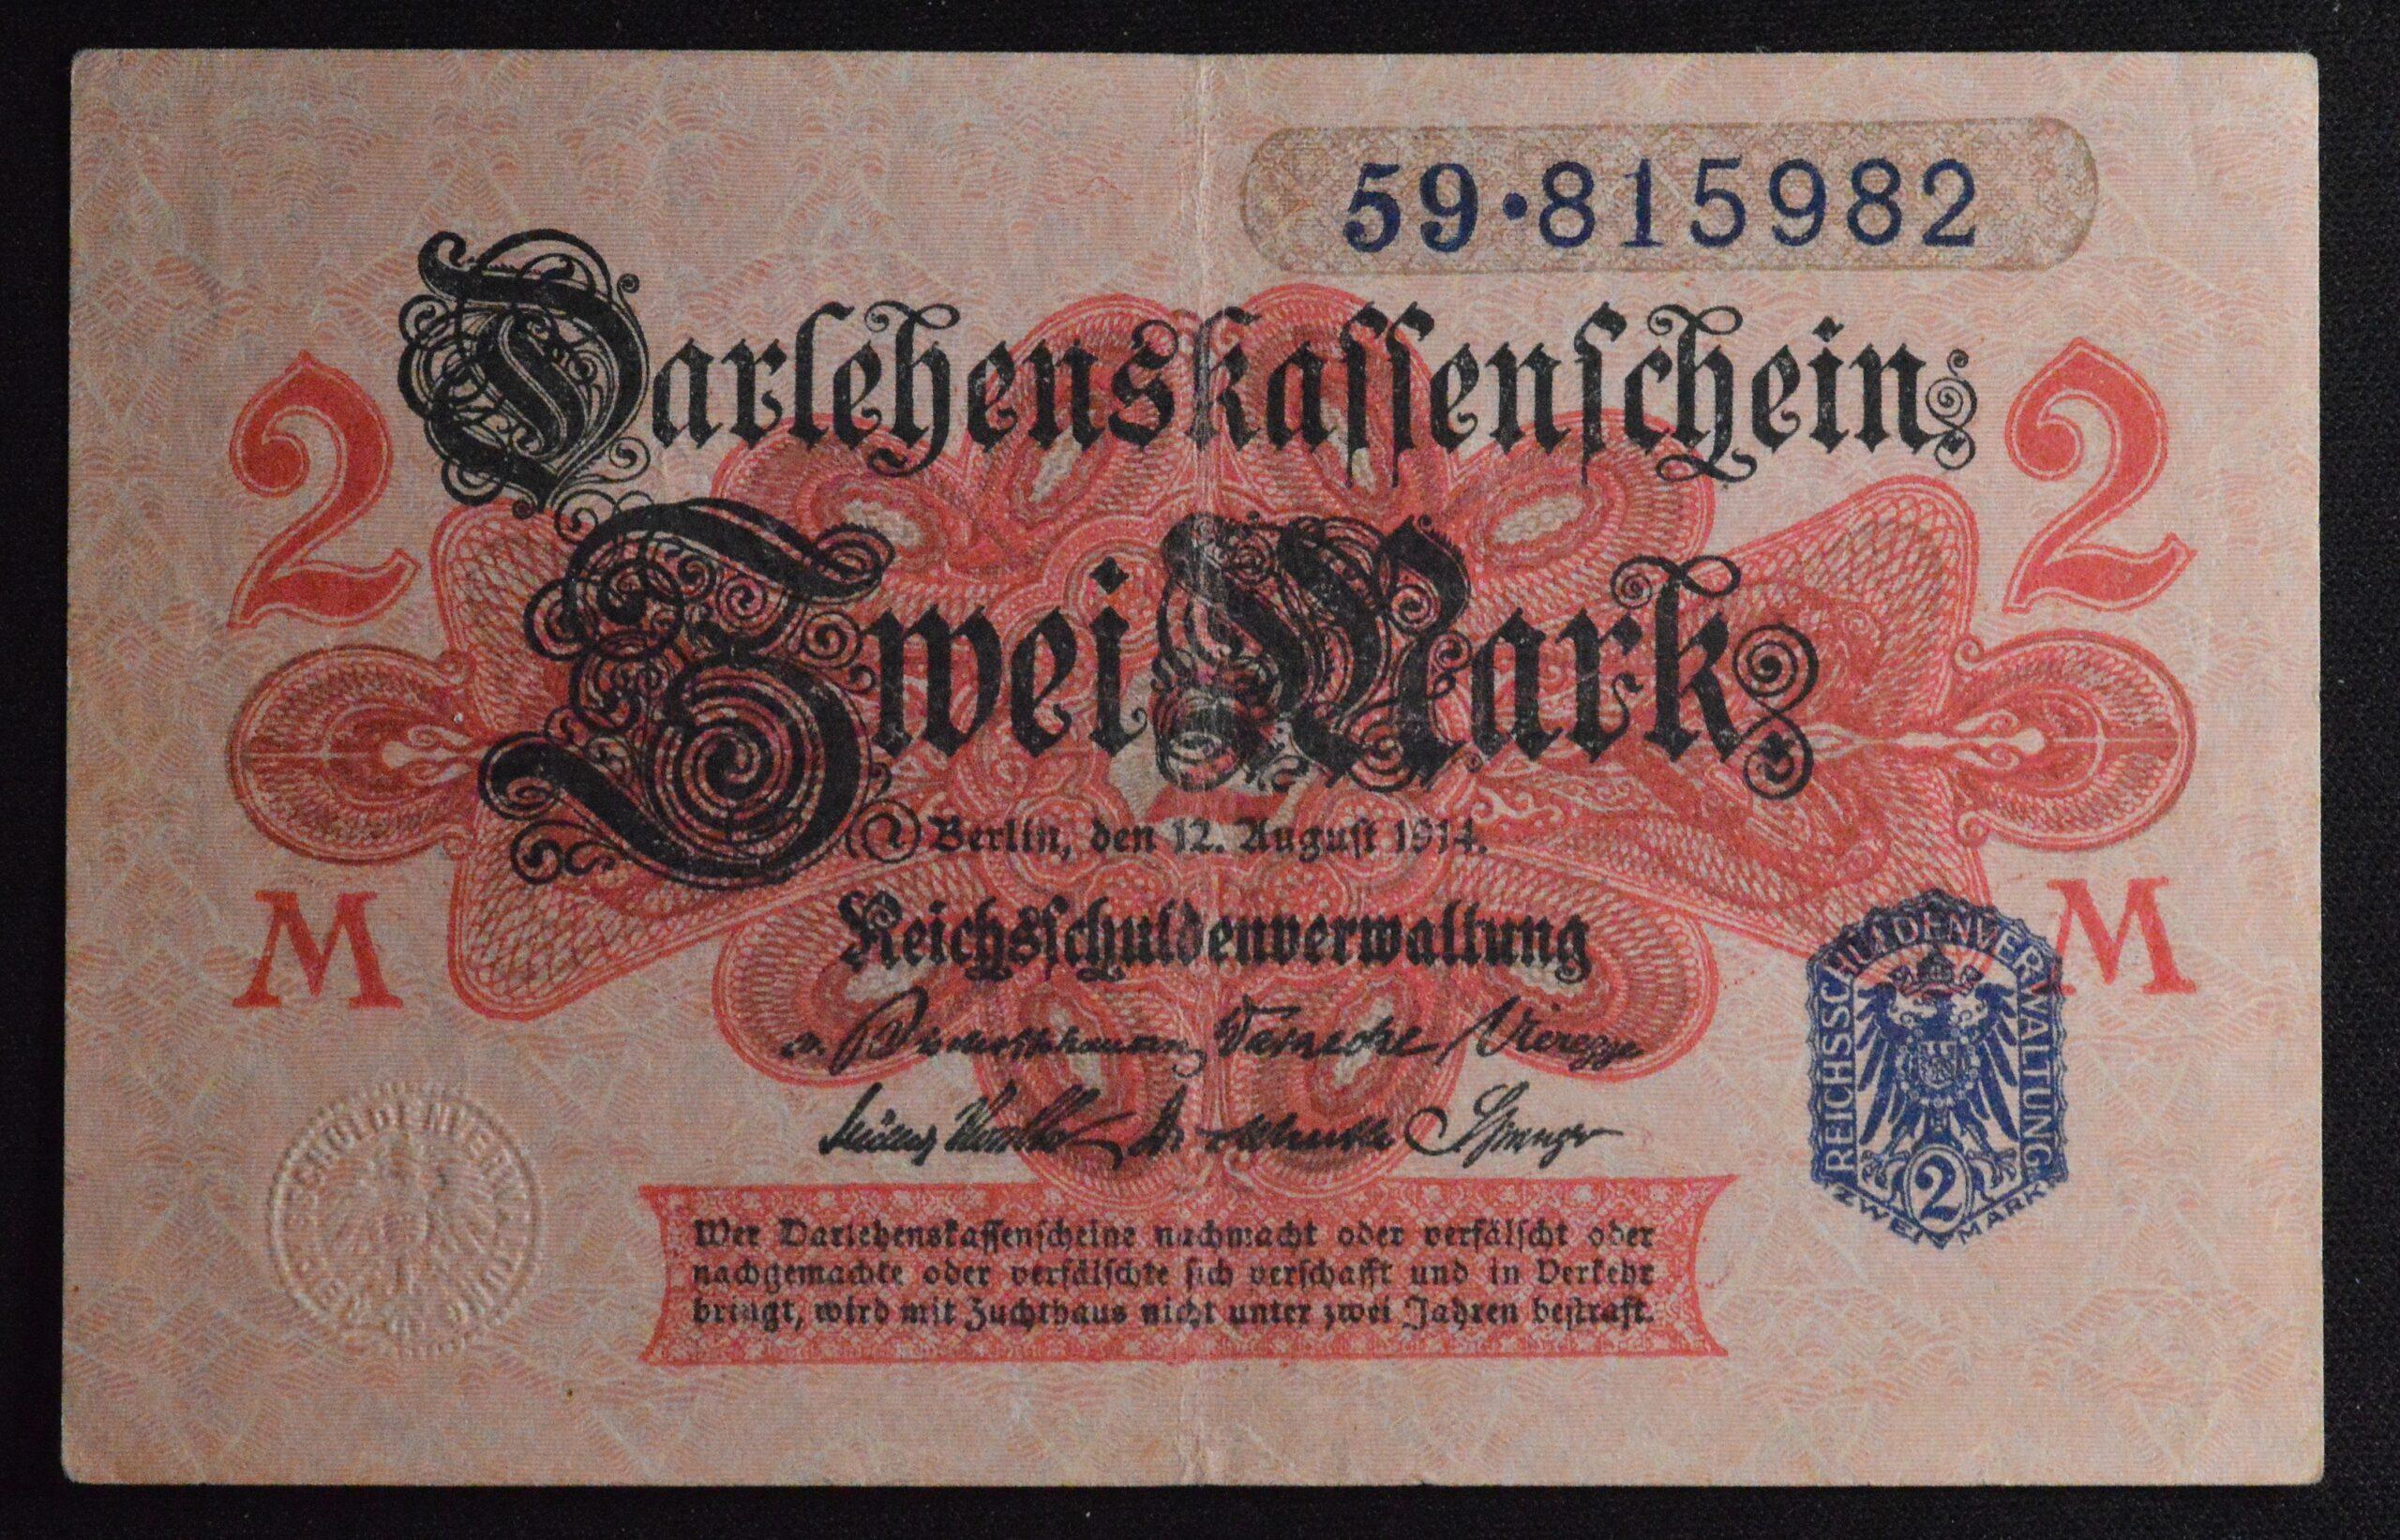 59·815982
Darlehenskassenschein
2 2
Zwei Mark
Berlin, den 12. August 1914.
M M
Reichsschuldenverwaltung
REICHSSCHULDENVERWALTUNG
2
ZWEI MARK
Wer Darlehenskassenscheine nachmacht oder verfälscht oder
nachgemachte oder verfälschte sich verschafft und in Verkehr
bringt, wird mit Zuchthaus nicht unter zwei Jahren bestraft.